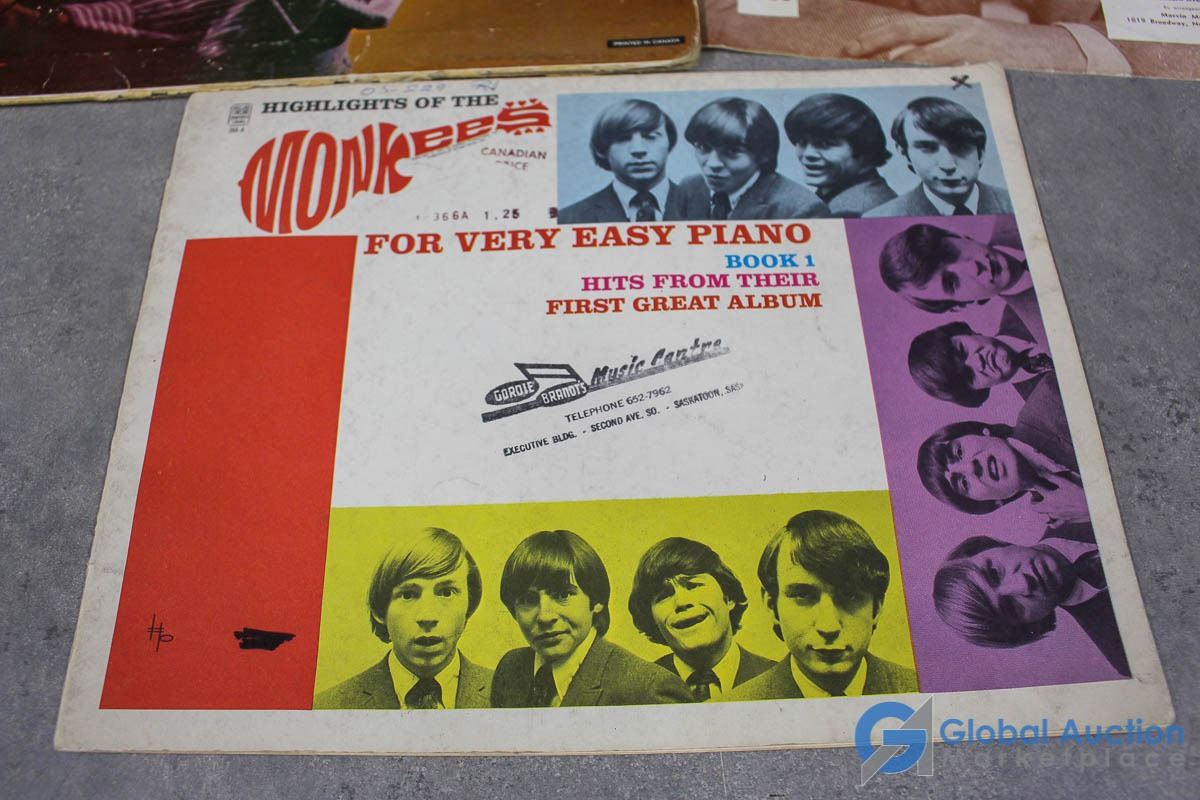 PRINTED IN CANADA
1619 Broadway, N
HIGHLIGHTS OF THE
MONKEES
CANADIAN
PRICE
366A 1.25
FOR VERY EASY PIANO
BOOK 1
HITS FROM THEIR
FIRST GREAT ALBUM
GORDIE BRANDT'S Music Centre
TELEPHONE 652-7962
EXECUTIVE BLDG. - SECOND AVE. SO. - SASKATOON, SASK
Global Auction
Marketplace